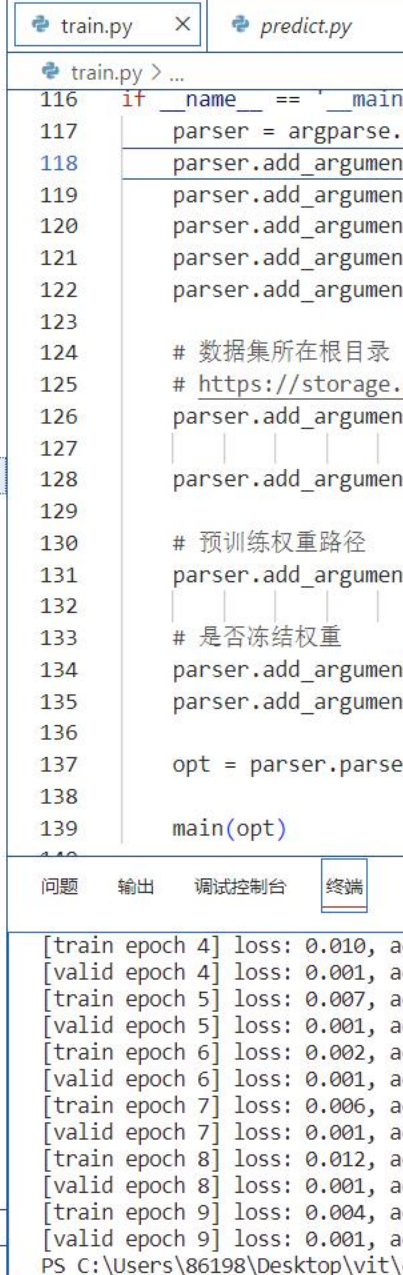 train.py × predict.py
train.py > ...
116 if __name__ == '__main
117 parser = argparse.
118 parser.add_argumen
119 parser.add_argumen
120 parser.add_argumen
121 parser.add_argumen
122 parser.add_argumen
123
124 # 数据集所在根目录
125 # https://storage.
126 parser.add_argumen
127
128 parser.add_argumen
129
130 # 预训练权重路径
131 parser.add_argumen
132
133 # 是否冻结权重
134 parser.add_argumen
135 parser.add_argumen
136
137 opt = parser.parse
138
139 main(opt)
140
问题 输出 调试控制台 终端
[train epoch 4] loss: 0.010, a
[valid epoch 4] loss: 0.001, a
[train epoch 5] loss: 0.007, a
[valid epoch 5] loss: 0.001, a
[train epoch 6] loss: 0.002, a
[valid epoch 6] loss: 0.001, a
[train epoch 7] loss: 0.006, a
[valid epoch 7] loss: 0.001, a
[train epoch 8] loss: 0.012, a
[valid epoch 8] loss: 0.001, a
[train epoch 9] loss: 0.004, a
[valid epoch 9] loss: 0.001, a
PS C:\Users\86198\Desktop\vit\